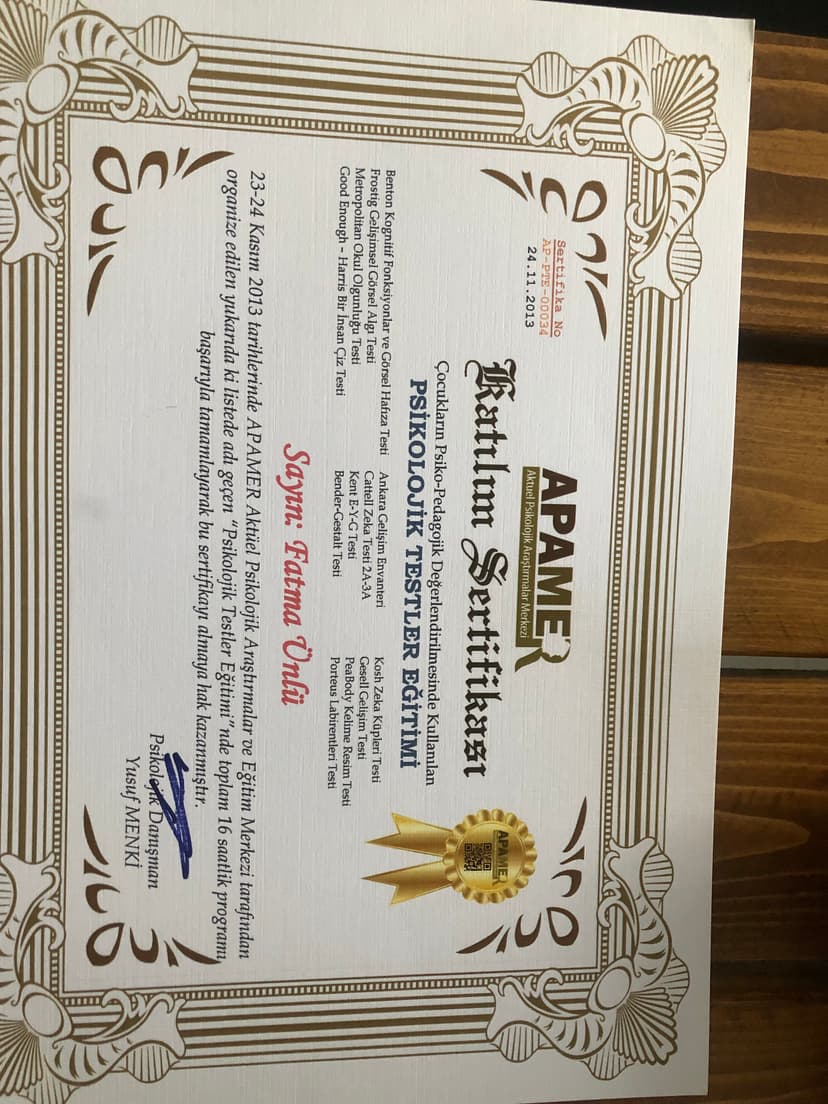 Sertifika No
AP-PTE-00034
24.11.2013
APAMER
Aktüel Psikolojik Araştırmalar Merkezi
Katılım Sertifikası
APAMER
Çocukların Psiko-Pedagojik Değerlendirilmesinde Kullanılan
PSİKOLOJİK TESTLER EĞİTİMİ
Benton Kognitif Fonksiyonlar ve Görsel Hafıza Testi
Frostig Gelişimsel Görsel Algı Testi
Metropolitan Okul Olgunluğu Testi
Good Enough - Harris Bir İnsan Çiz Testi
Ankara Gelişim Envanteri
Cattell Zeka Testi 2A-3A
Kent E-Y-G Testi
Bender-Gestalt Testi
Kosh Zeka Küpleri Testi
Gesell Gelişim Testi
PeaBody Kelime Resim Testi
Porteus Labirentleri Testi
Sayın: Fatma Ünlü
23-24 Kasım 2013 tarihlerinde APAMER Aktüel Psikolojik Araştırmalar ve Eğitim Merkezi tarafından
organize edilen yukarıda ki listede adı geçen "Psikolojik Testler Eğitimi"nde toplam 16 saatlik programı
başarıyla tamamlayarak bu sertifikayı almaya hak kazanmıştır.
Psikolojik Danışman
Yusuf MENKİ